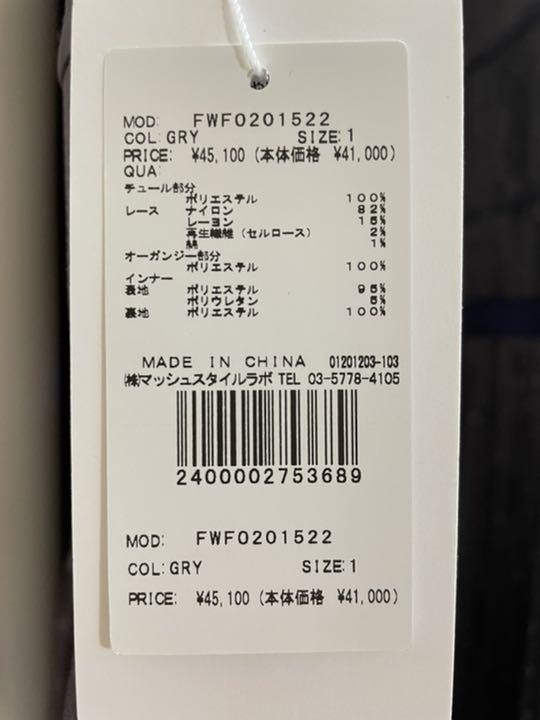 MOD: FWF0201522
COL:GRY SIZE:1
PRICE: ¥45,100 (本体価格 ¥41,000)
QUA:
チュール部分
ポリエステル 100%
レース ナイロン 82%
レーヨン 15%
再生繊維(セルロース) 2%
綿 1%
オーガンジー部分
ポリエステル 100%
インナー
表地 ポリエステル 95%
ポリウレタン 5%
裏地 ポリエステル 100%
MADE IN CHINA 01201203-103
㈱マッシュスタイルラボ TEL 03-5778-4105
2400002753689
MOD: FWF0201522
COL:GRY SIZE:1
PRICE: ¥45,100 (本体価格 ¥41,000)